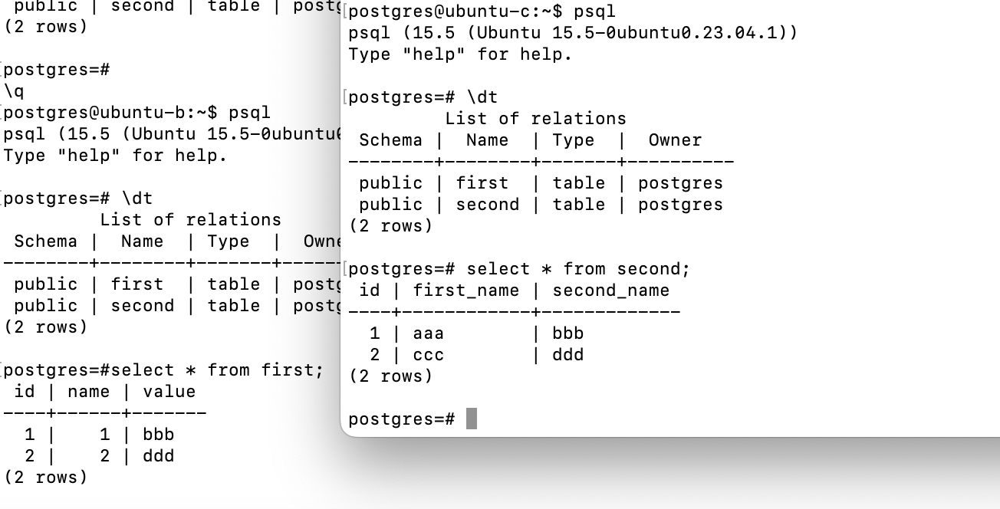 public | second | table | postg
(2 rows)
[postgres=#
\q
[postgres@ubuntu-b:~$ psql
psql (15.5 (Ubuntu 15.5-0ubuntu
Type "help" for help.
[postgres=# \dt
List of relations
Schema | Name | Type | Owne
--------+--------+-------+-----
public | first | table | postg
public | second | table | postg
(2 rows)
[postgres=#select * from first;
id | name | value
----+------+-------
1 | 1 | bbb
2 | 2 | ddd
(2 rows)
[postgres@ubuntu-c:~$ psql
psql (15.5 (Ubuntu 15.5-0ubuntu0.23.04.1))
Type "help" for help.
[postgres=# \dt
List of relations
Schema | Name | Type | Owner
--------+--------+-------+----------
public | first | table | postgres
public | second | table | postgres
(2 rows)
[postgres=# select * from second;
id | first_name | second_name
----+------------+-------------
1 | aaa | bbb
2 | ccc | ddd
(2 rows)
postgres=#